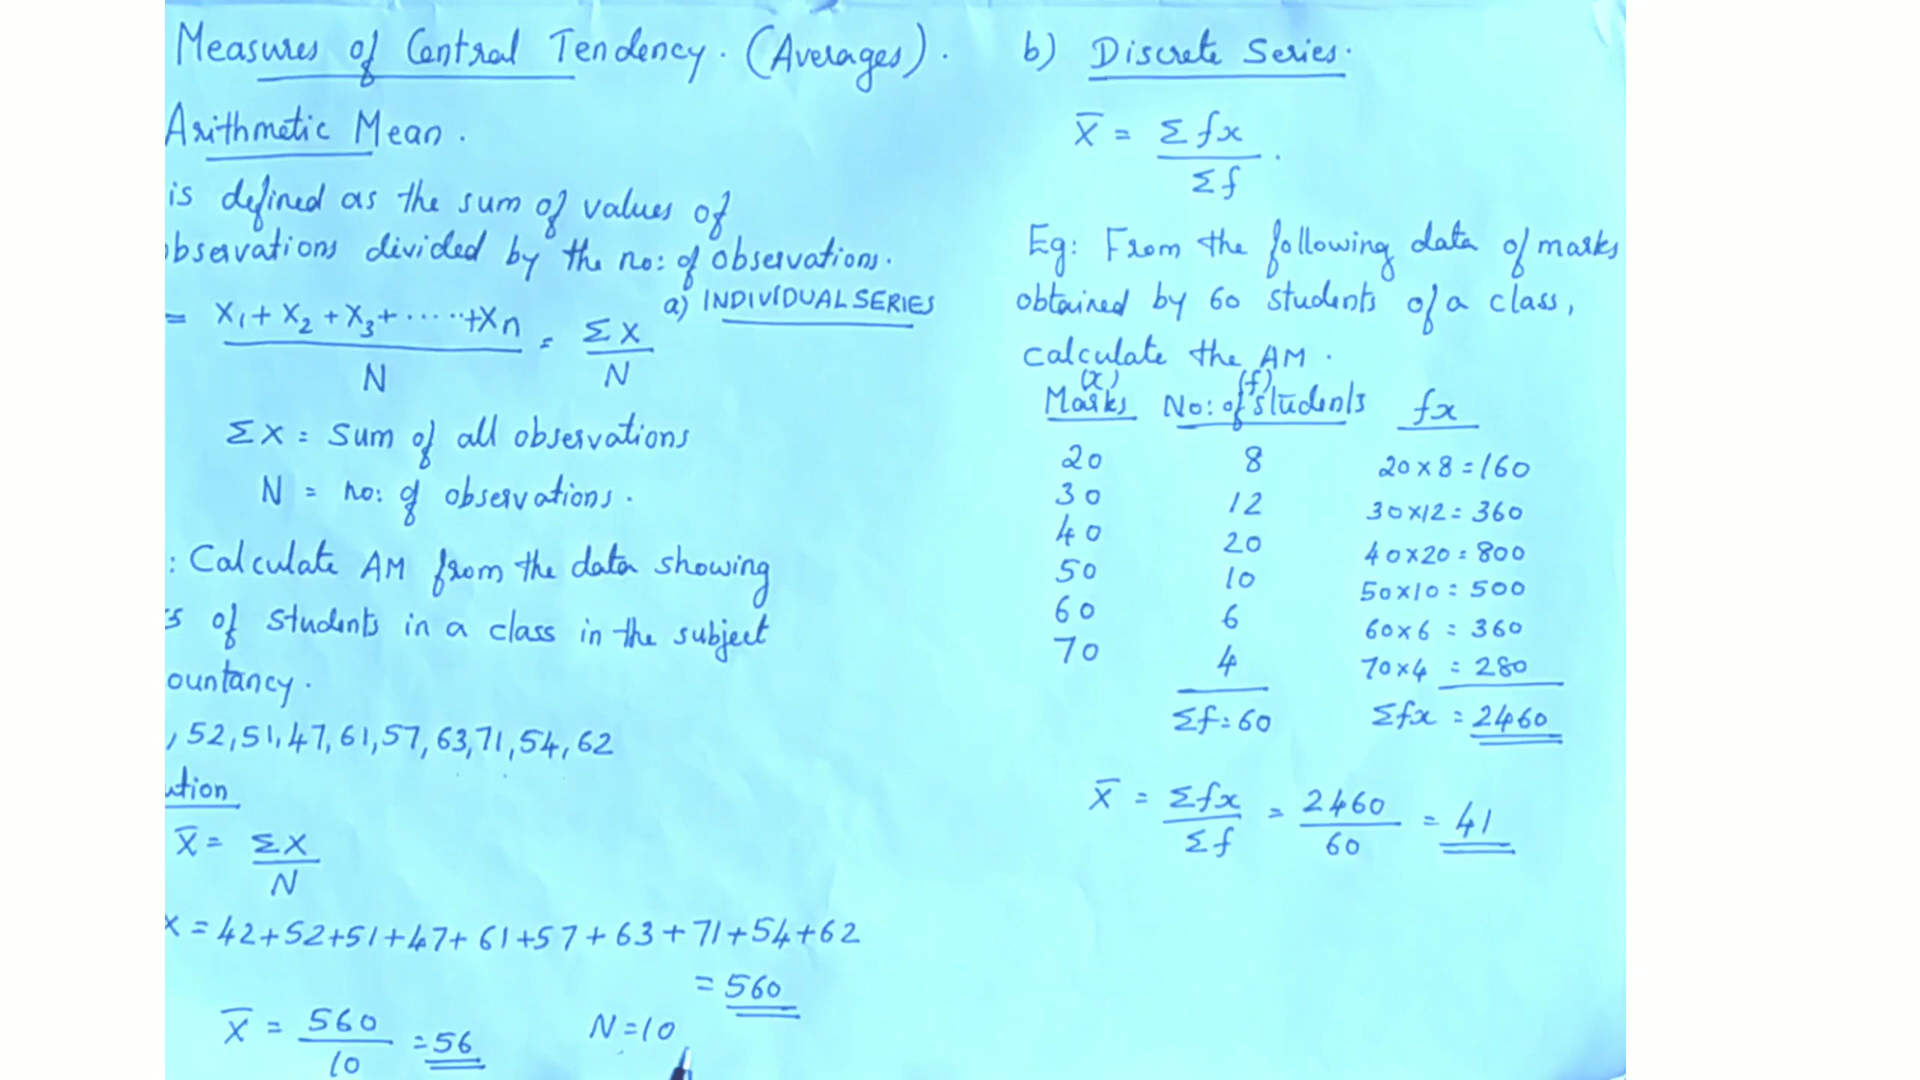 Measures of Central Tendency. (Averages).
Arithmetic Mean.
is defined as the sum of values of
observations divided by the no: of observations.
a) INDIVIDUAL SERIES
= X₁ + X₂ + X₃ + ...... + Xn / N = ΣX / N
ΣX = Sum of all observations
N = no: of observations.
: Calculate AM from the data showing
s of students in a class in the subject
ountancy.
, 52, 51, 47, 61, 57, 63, 71, 54, 62
ution
X̅ = ΣX / N
X = 42+52+51+47+61+57+63+71+54+62
= 560
X̅ = 560 / 10 = 56
N = 10
b) Discrete Series.
X̅ = Σfx / Σf.
Eg: From the following data of marks
obtained by 60 students of a class,
calculate the AM.
(x) (f)
Marks No: of students fx
20 8 20 x 8 = 160
30 12 30 x 12 = 360
40 20 40 x 20 = 800
50 10 50 x 10 = 500
60 6 60 x 6 = 360
70 4 70 x 4 = 280
Σf = 60 Σfx = 2460
X̅ = Σfx / Σf = 2460 / 60 = 41